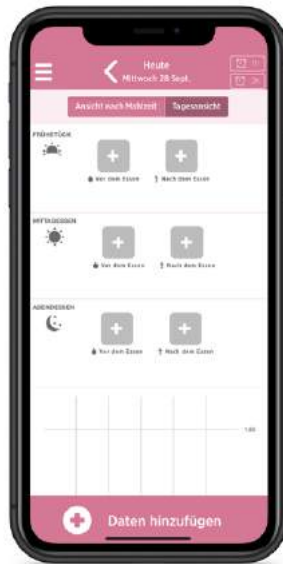 Heute
Mittwoch 28 Sept.
Ansicht nach Mahlzeit
Tagesansicht
FRÜHSTÜCK
Vor dem Essen
Nach dem Essen
MITTAGESSEN
Vor dem Essen
Nach dem Essen
ABENDESSEN
Vor dem Essen
Nach dem Essen
Daten hinzufügen